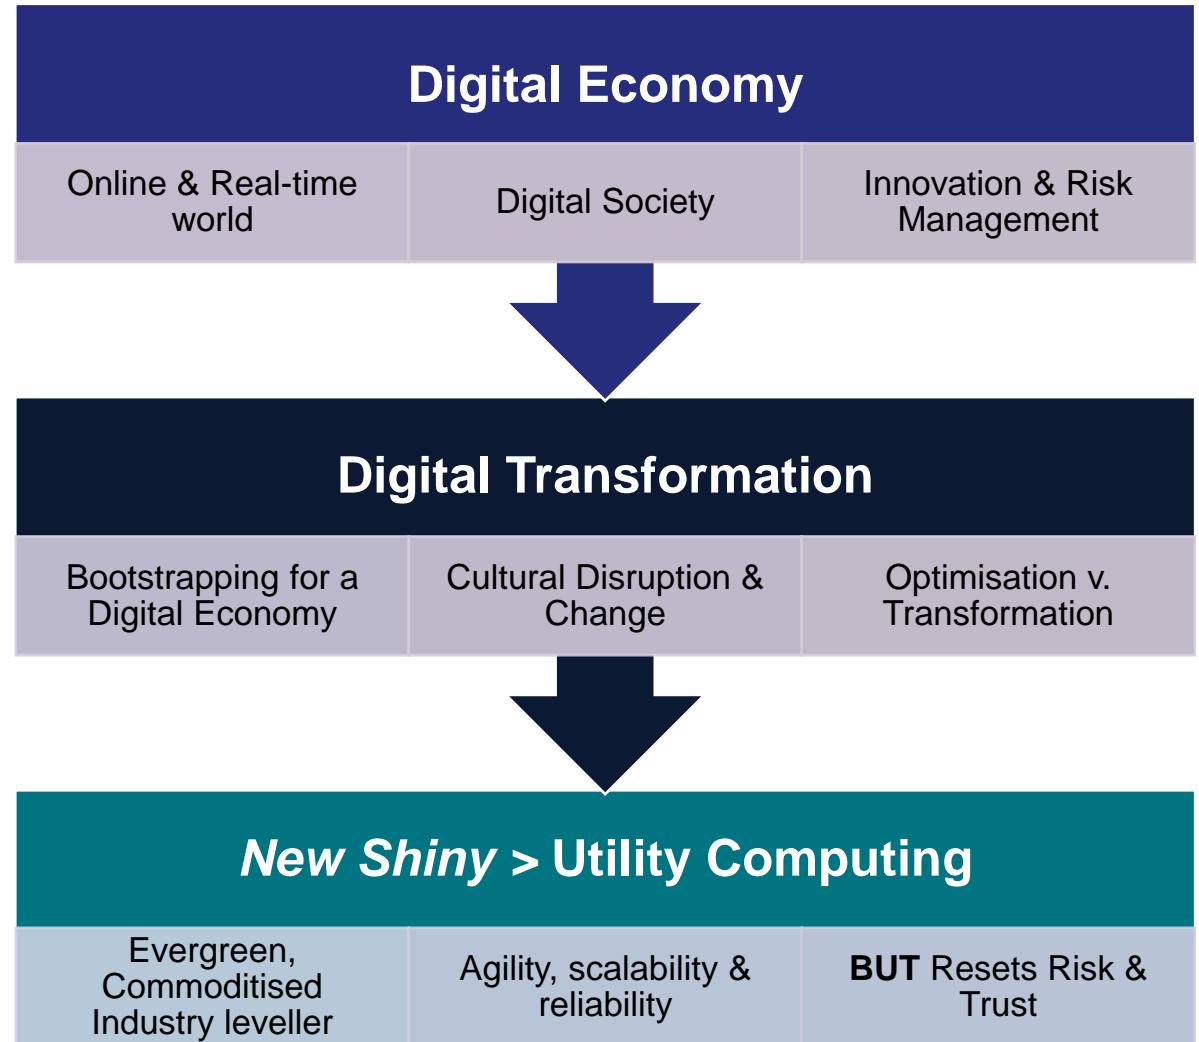 Digital Economy
Online & Real-time
world
Digital Society
Innovation & Risk
Management
Digital Transformation
Bootstrapping for a
Digital Economy
Cultural Disruption &
Change
Optimisation v.
Transformation
New Shiny > Utility Computing
Evergreen,
Commoditised
Industry leveller
Agility, scalability &
reliability
BUT Resets Risk &
Trust